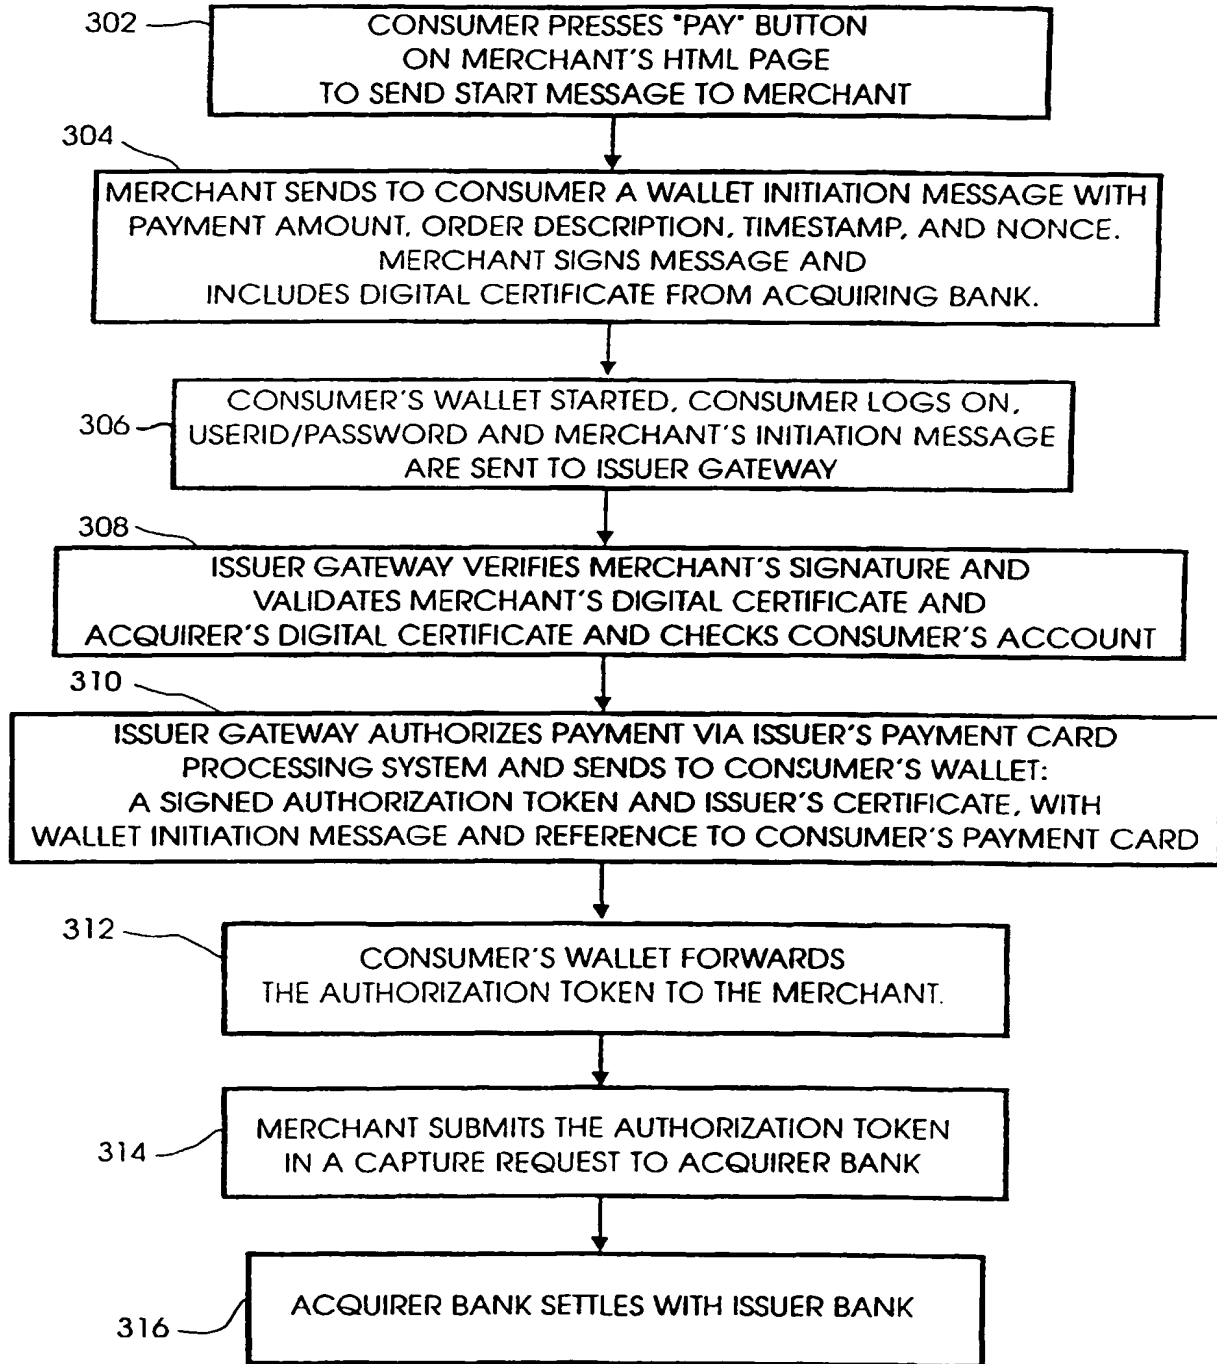 302
CONSUMER PRESSES "PAY" BUTTON
ON MERCHANT'S HTML PAGE
TO SEND START MESSAGE TO MERCHANT
304
MERCHANT SENDS TO CONSUMER A WALLET INITIATION MESSAGE WITH
PAYMENT AMOUNT, ORDER DESCRIPTION, TIMESTAMP, AND NONCE.
MERCHANT SIGNS MESSAGE AND
INCLUDES DIGITAL CERTIFICATE FROM ACQUIRING BANK.
306
CONSUMER'S WALLET STARTED, CONSUMER LOGS ON,
USERID/PASSWORD AND MERCHANT'S INITIATION MESSAGE
ARE SENT TO ISSUER GATEWAY
308
ISSUER GATEWAY VERIFIES MERCHANT'S SIGNATURE AND
VALIDATES MERCHANT'S DIGITAL CERTIFICATE AND
ACQUIRER'S DIGITAL CERTIFICATE AND CHECKS CONSUMER'S ACCOUNT
310
ISSUER GATEWAY AUTHORIZES PAYMENT VIA ISSUER'S PAYMENT CARD
PROCESSING SYSTEM AND SENDS TO CONSUMER'S WALLET:
A SIGNED AUTHORIZATION TOKEN AND ISSUER'S CERTIFICATE, WITH
WALLET INITIATION MESSAGE AND REFERENCE TO CONSUMER'S PAYMENT CARD
312
CONSUMER'S WALLET FORWARDS
THE AUTHORIZATION TOKEN TO THE MERCHANT.
314
MERCHANT SUBMITS THE AUTHORIZATION TOKEN
IN A CAPTURE REQUEST TO ACQUIRER BANK
316
ACQUIRER BANK SETTLES WITH ISSUER BANK